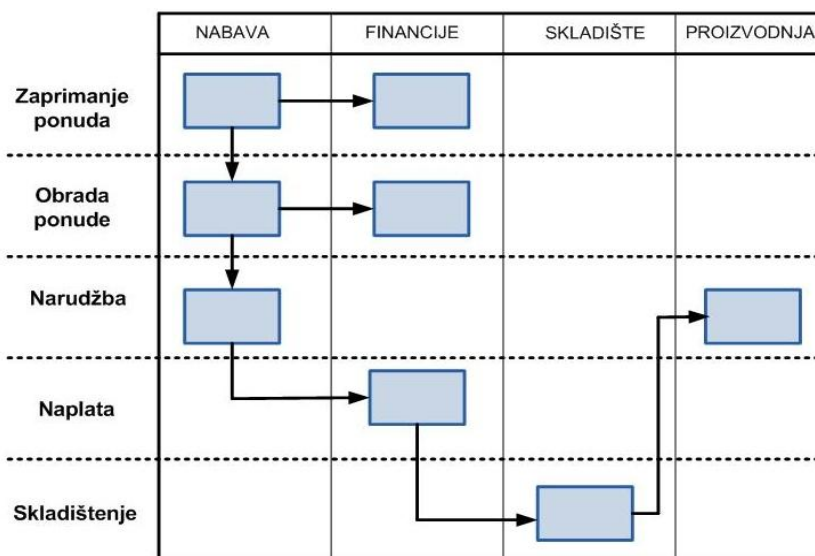 NABAVA FINANCIJE SKLADIŠTE PROIZVODNJA
Zaprimanje
ponuda
Obrada
ponude
Narudžba
Naplata
Skladištenje